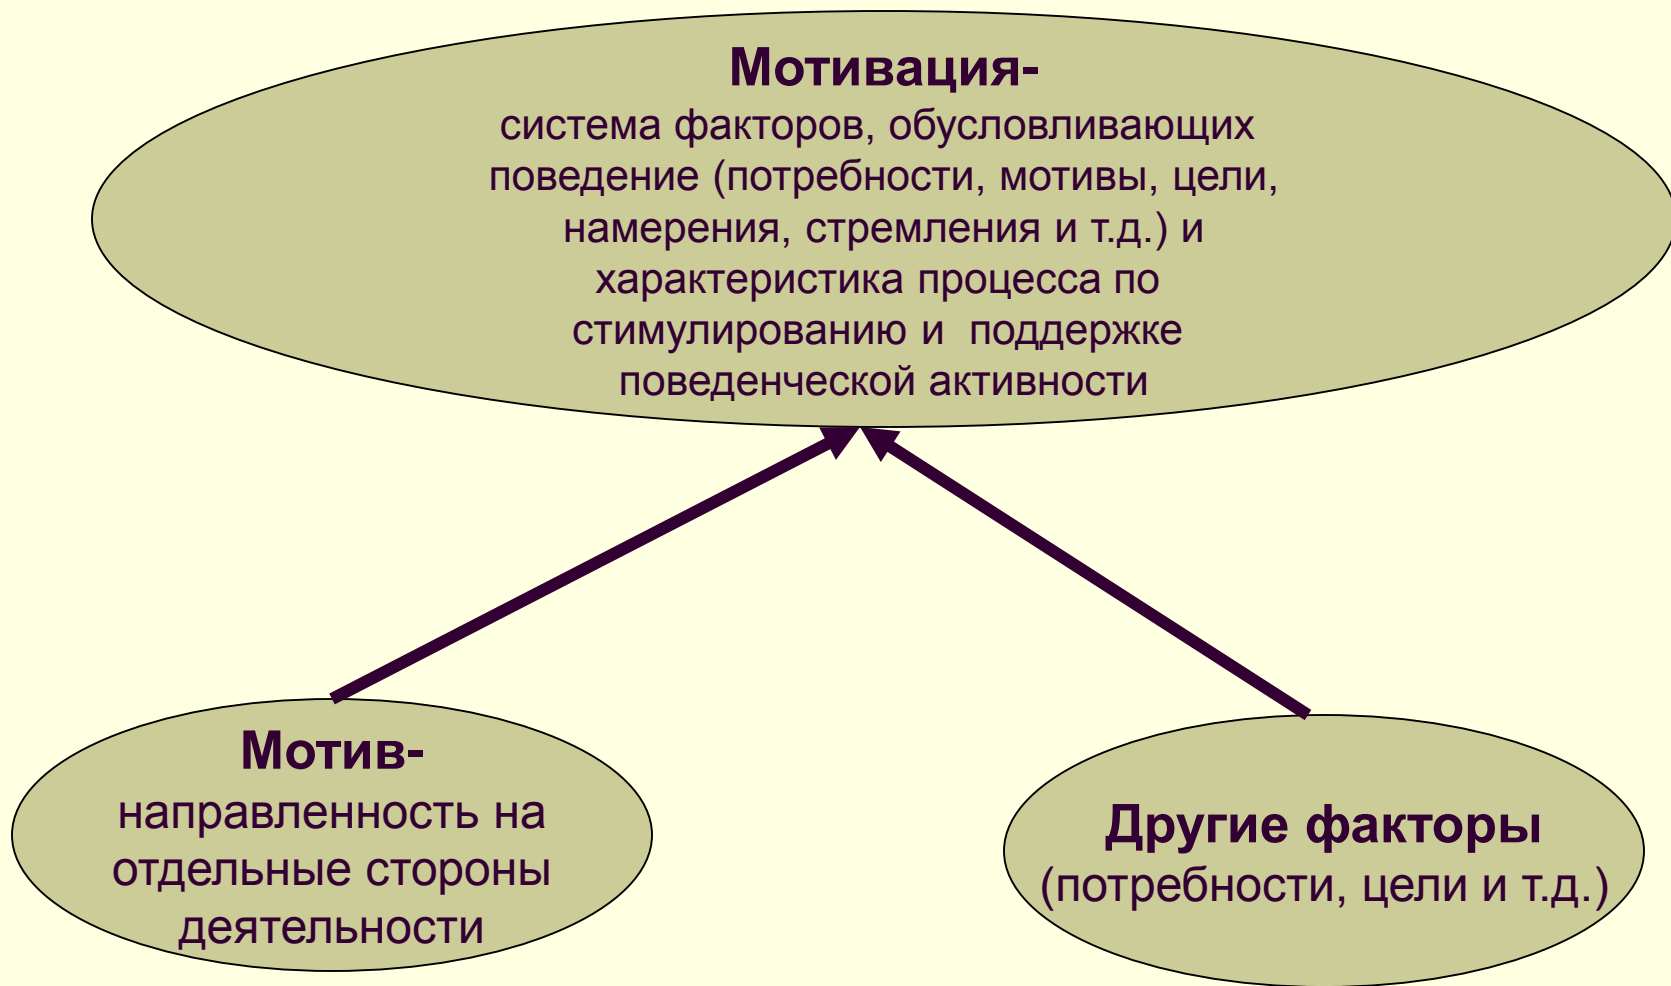 Мотивация-
система факторов, обусловливающих
поведение (потребности, мотивы, цели,
намерения, стремления и т.д.) и
характеристика процесса по
стимулированию и поддержке
поведенческой активности
Мотив-
направленность на
отдельные стороны
деятельности
Другие факторы
(потребности, цели и т.д.)